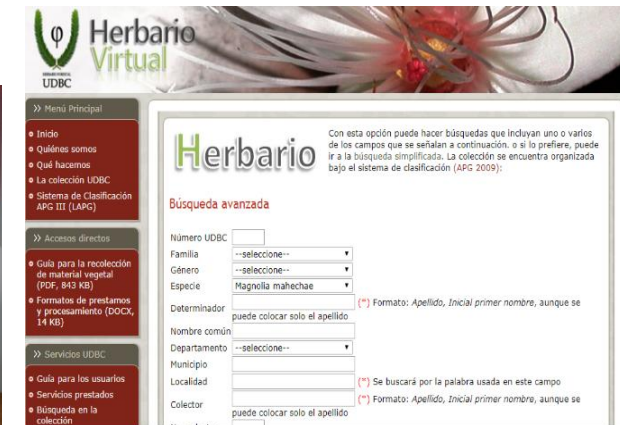 Herbario
Virtual
UDBC
>> Menú Principal
Inicio
Quiénes somos
Qué hacemos
La colección UDBC
Sistema de Clasificación
APG III (LAPG)
>> Accesos directos
Guía para la recolección
de material vegetal
(PDF, 843 KB)
Formatos de prestamos
y procesamiento (DOCX,
14 KB)
>> Servicios UDBC
Guía para los usuarios
Servicios prestados
Búsqueda en la
colección
Herbario
Con esta opción puede hacer búsquedas que incluyan uno o varios
de los campos que se señalan a continuación. o si lo prefiere, puede
ir a la búsqueda simplificada. La colección se encuentra organizada
bajo el sistema de clasificación (APG 2009):
Búsqueda avanzada
Número UDBC
Familia --seleccione--
Género --seleccione--
Especie Magnolia mahechae
Determinador (*) Formato: Apellido, Inicial primer nombre, aunque se
puede colocar solo el apellido
Nombre común
Departamento --seleccione--
Municipio
Localidad (*) Se buscará por la palabra usada en este campo
Colector (*) Formato: Apellido, Inicial primer nombre, aunque se
puede colocar solo el apellido